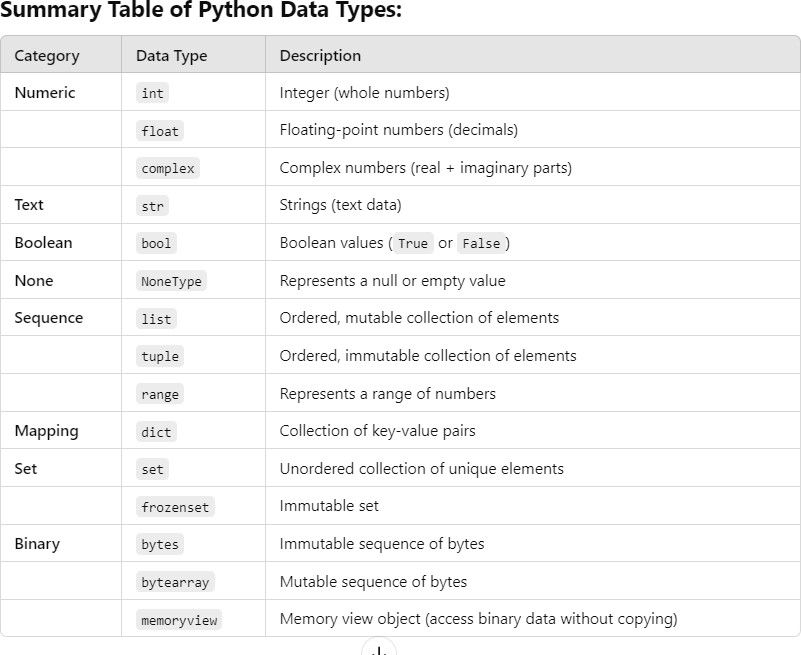 Summary Table of Python Data Types:
Category Data Type Description
Numeric int Integer (whole numbers)
float Floating-point numbers (decimals)
complex Complex numbers (real + imaginary parts)
Text str Strings (text data)
Boolean bool Boolean values (True or False)
None NoneType Represents a null or empty value
Sequence list Ordered, mutable collection of elements
tuple Ordered, immutable collection of elements
range Represents a range of numbers
Mapping dict Collection of key-value pairs
Set set Unordered collection of unique elements
frozenset Immutable set
Binary bytes Immutable sequence of bytes
bytearray Mutable sequence of bytes
memoryview Memory view object (access binary data without copying)